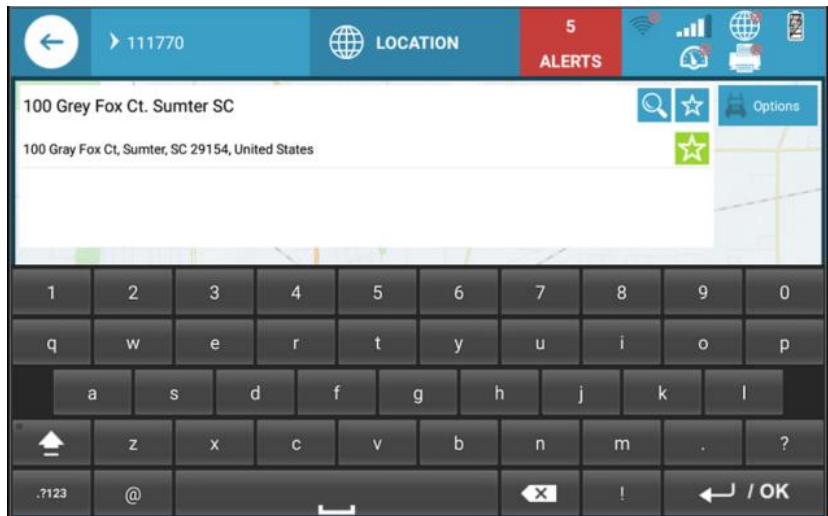 111770
LOCATION
5
ALERTS
100 Grey Fox Ct. Sumter SC
Options
100 Gray Fox Ct, Sumter, SC 29154, United States
1 2 3 4 5 6 7 8 9 0
q w e r t y u i o p
a s d f g h j k l
z x c v b n m . ?
.?123 @ ! / OK